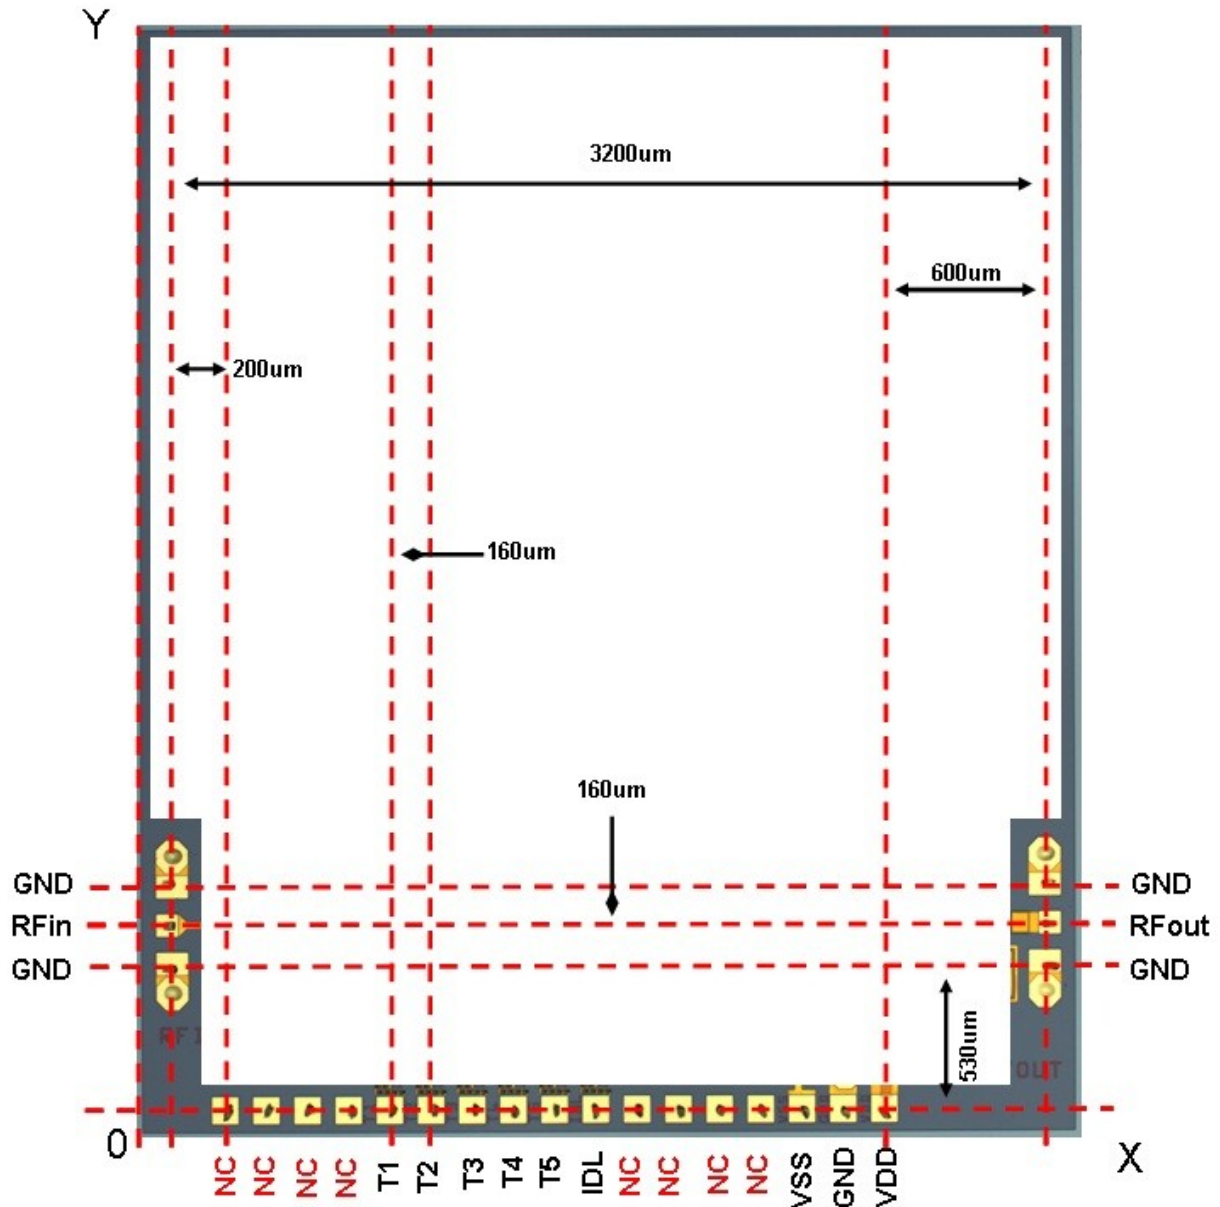 Y
3200um
600um
200um
160um
160um
GND
GND
RFin
RFout
GND
GND
530um
OUT
0
X
NC
NC
NC
NC
T1
T2
T3
T4
T5
IDL
NC
NC
NC
NC
VSS
GND
VDD